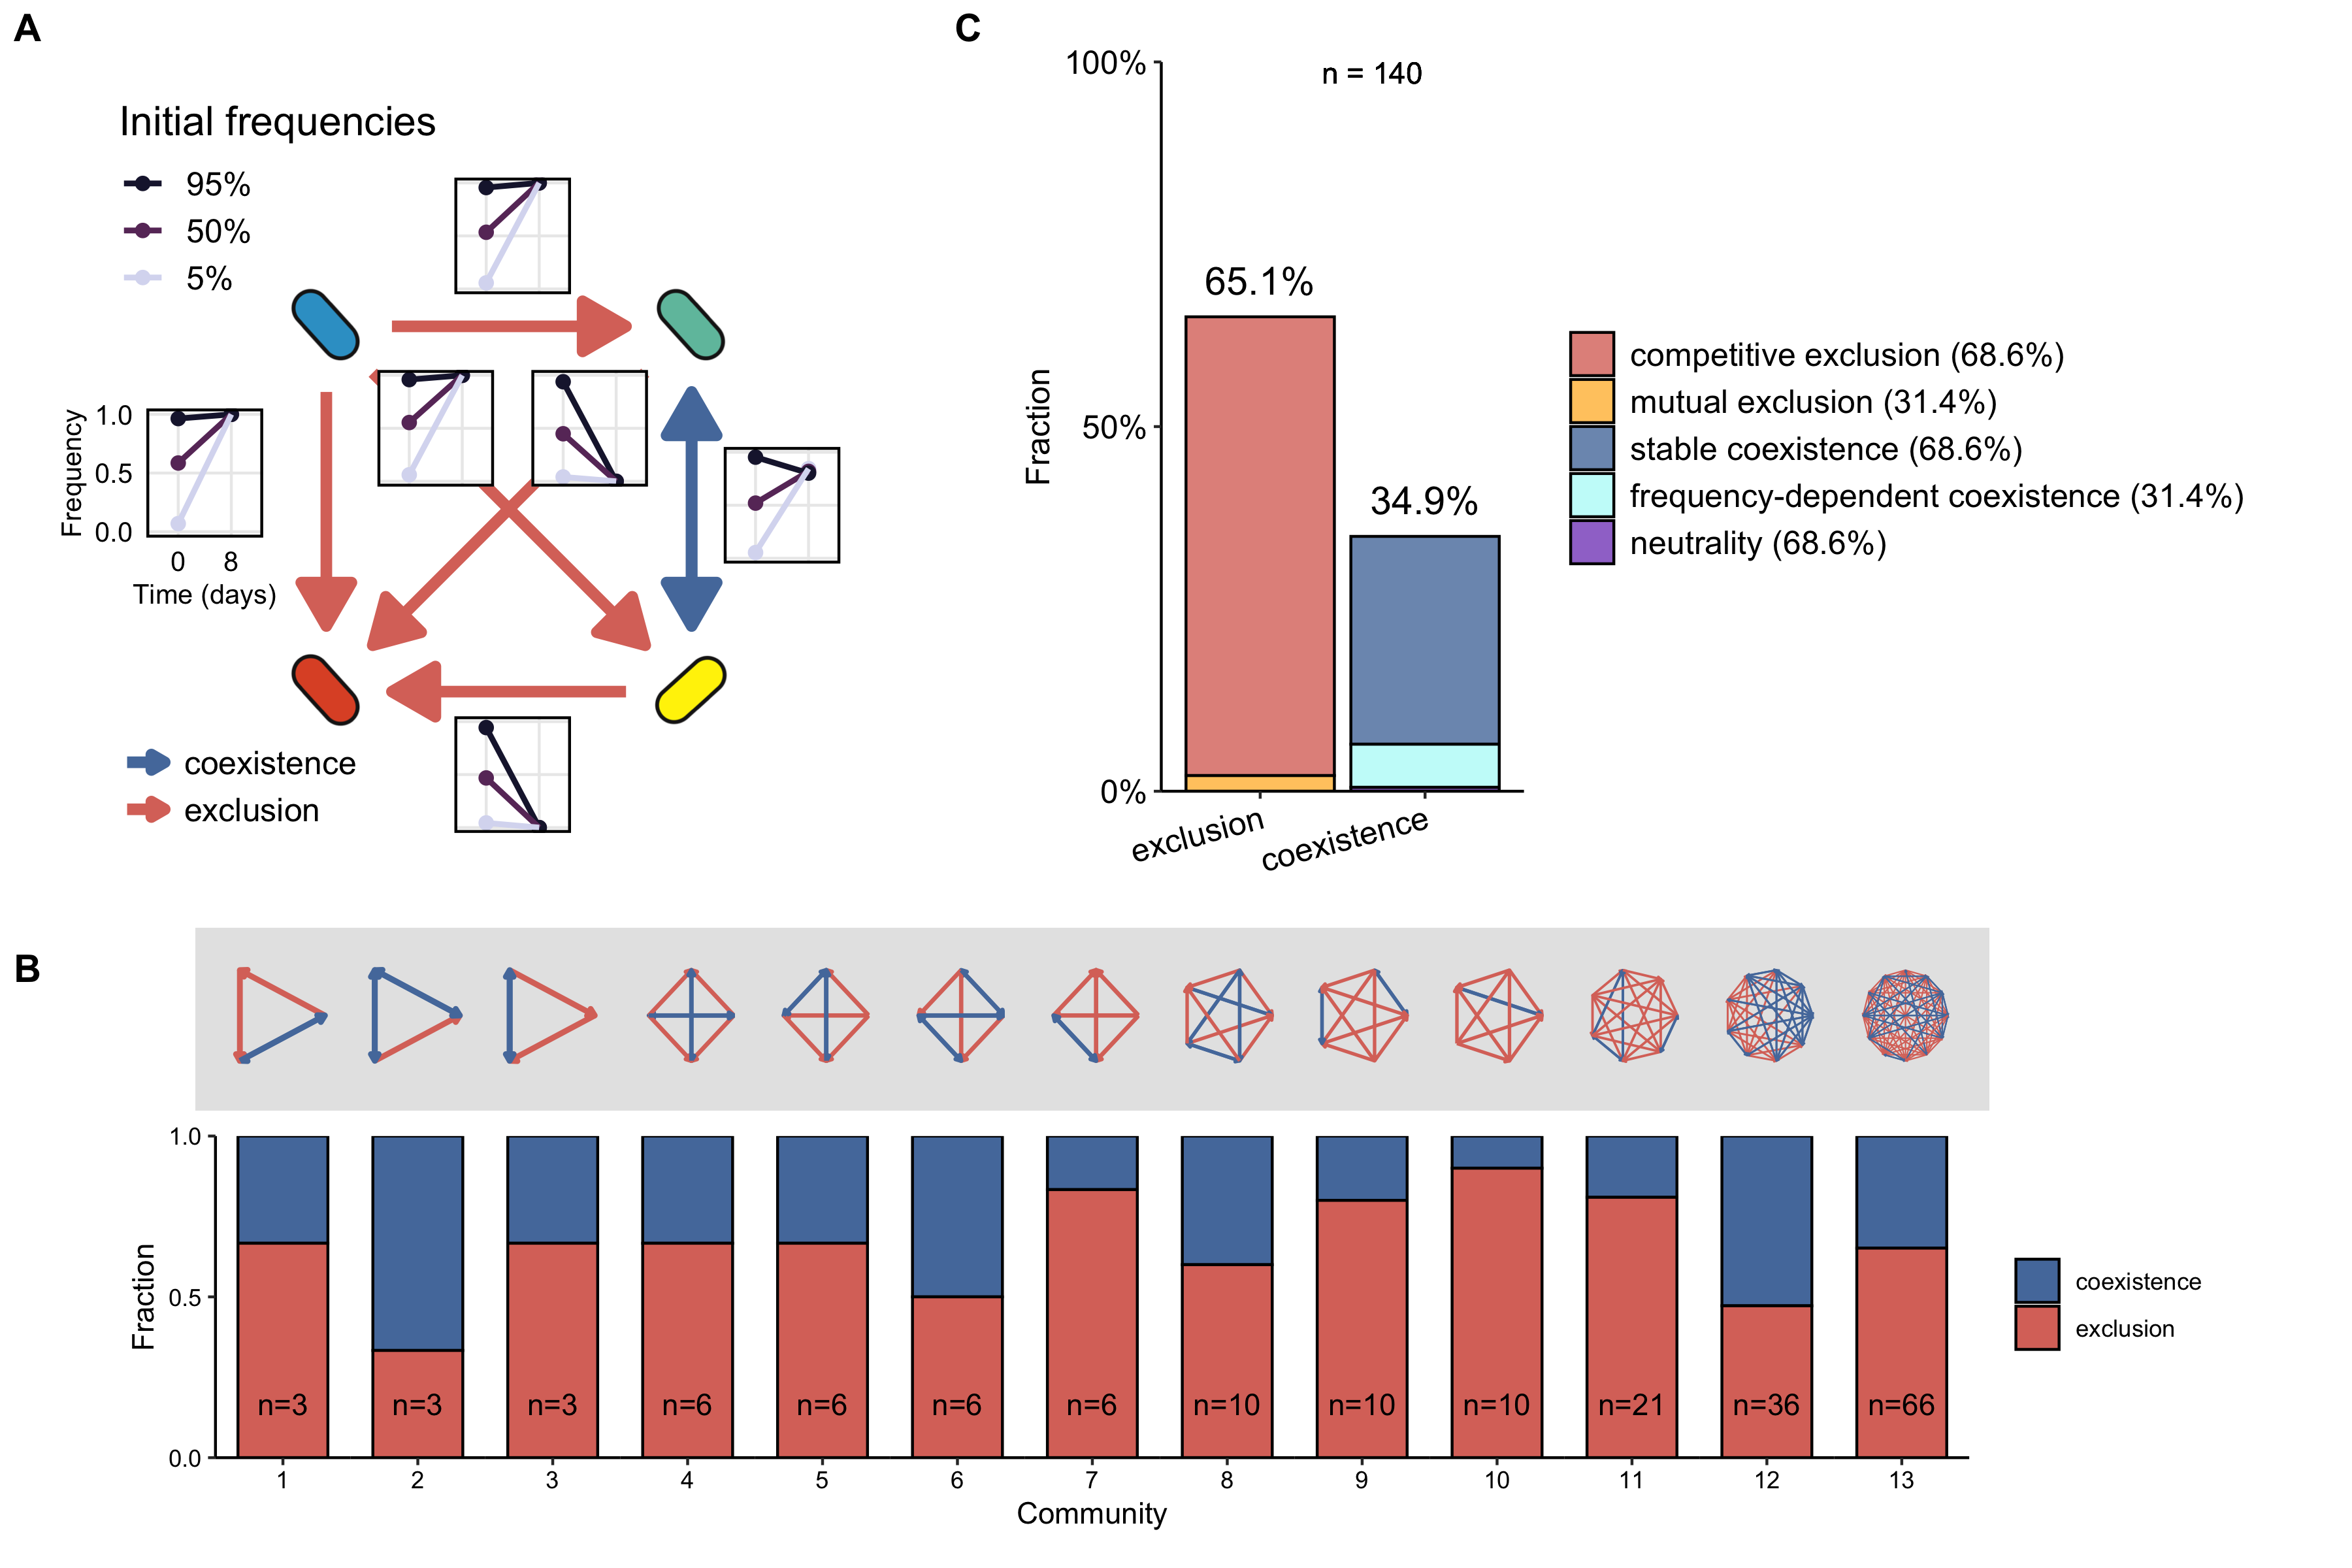 A
Initial frequencies
95%
50%
5%
Frequency
1.0
0.5
0.0
0 8
Time (days)
coexistence
exclusion
C
n = 140
100%
50%
0%
Fraction
65.1%
34.9%
exclusion
coexistence
competitive exclusion (68.6%)
mutual exclusion (31.4%)
stable coexistence (68.6%)
frequency-dependent coexistence (31.4%)
neutrality (68.6%)
B
1.0
0.5
0.0
Fraction
n=3 n=3 n=3 n=6 n=6 n=6 n=6 n=10 n=10 n=10 n=21 n=36 n=66
1 2 3 4 5 6 7 8 9 10 11 12 13
Community
coexistence
exclusion